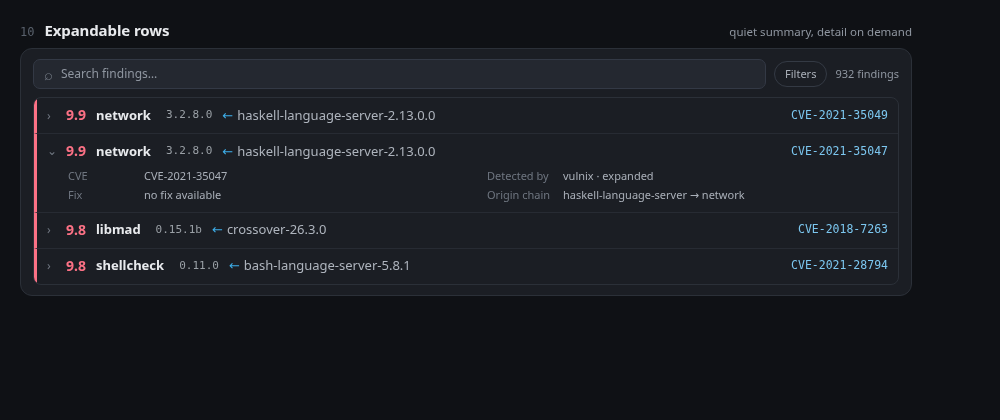 10 Expandable rows quiet summary, detail on demand
⌕ Search findings... Filters 932 findings
› 9.9 network 3.2.8.0 ← haskell-language-server-2.13.0.0 CVE-2021-35049
⌄ 9.9 network 3.2.8.0 ← haskell-language-server-2.13.0.0 CVE-2021-35047
CVE CVE-2021-35047 Detected by vulnix · expanded
Fix no fix available Origin chain haskell-language-server → network
› 9.8 libmad 0.15.1b ← crossover-26.3.0 CVE-2018-7263
› 9.8 shellcheck 0.11.0 ← bash-language-server-5.8.1 CVE-2021-28794